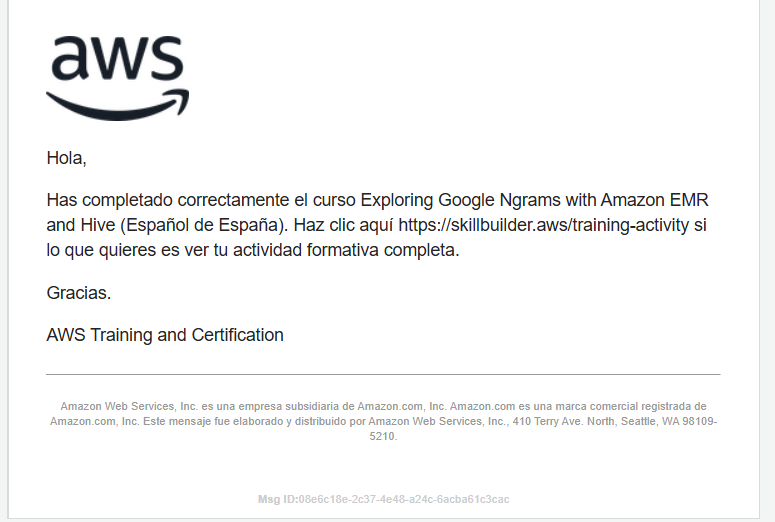 aws
Hola,
Has completado correctamente el curso Exploring Google Ngrams with Amazon EMR
and Hive (Español de España). Haz clic aquí https://skillbuilder.aws/training-activity si
lo que quieres es ver tu actividad formativa completa.
Gracias.
AWS Training and Certification
Amazon Web Services, Inc. es una empresa subsidiaria de Amazon.com, Inc. Amazon.com es una marca comercial registrada de
Amazon.com, Inc. Este mensaje fue elaborado y distribuido por Amazon Web Services, Inc., 410 Terry Ave. North, Seattle, WA 98109-
5210.
Msg ID:08e6c18e-2c37-4e48-a24c-6acba61c3cac